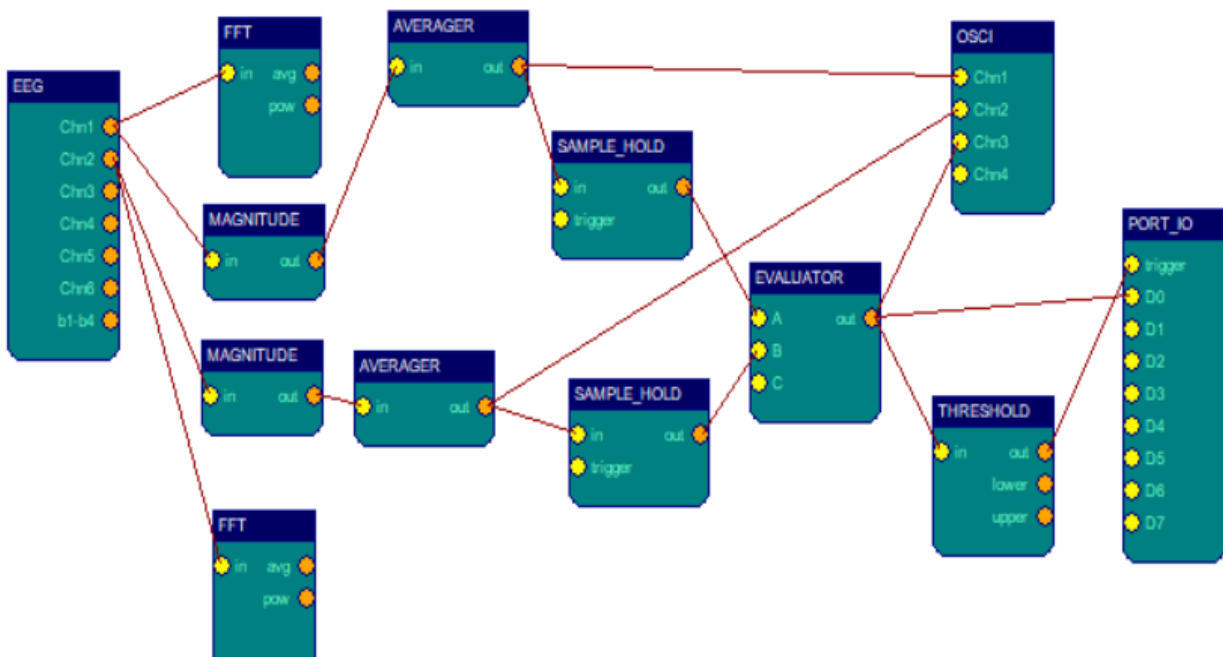 EEG
Chn1
Chn2
Chn3
Chn4
Chn5
Chn6
b1-b4
FFT
in avg
pow
MAGNITUDE
in out
MAGNITUDE
in out
FFT
in avg
pow
AVERAGER
in out
AVERAGER
in out
SAMPLE_HOLD
in out
trigger
SAMPLE_HOLD
in out
trigger
EVALUATOR
A out
B
C
OSCI
Chn1
Chn2
Chn3
Chn4
THRESHOLD
in out
lower
upper
PORT_IO
trigger
D0
D1
D2
D3
D4
D5
D6
D7